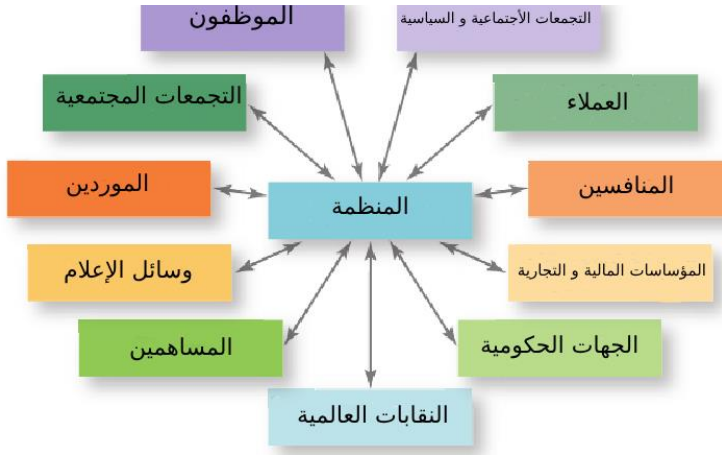 الموظفون
التجمعات الأجتماعية و السياسية
التجمعات المجتمعية
العملاء
الموردين
المنظمة
المنافسين
وسائل الإعلام
المؤساسات المالية و التجارية
المساهمين
الجهات الحكومية
النقابات العالمية